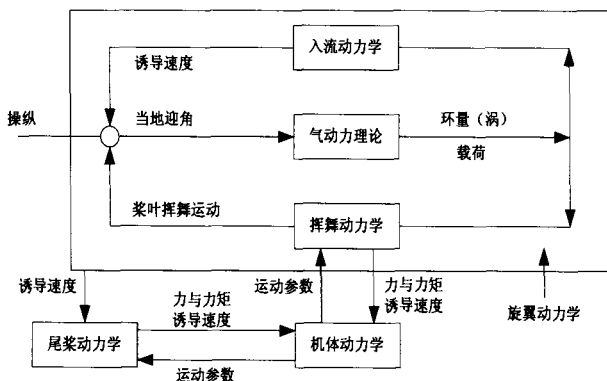 入流动力学
诱导速度
操纵
当地迎角
气动力理论
环量（涡）
载荷
桨叶挥舞运动
挥舞动力学
诱导速度
力与力矩
诱导速度
运动参数
力与力矩
诱导速度
旋翼动力学
尾桨动力学
机体动力学
运动参数